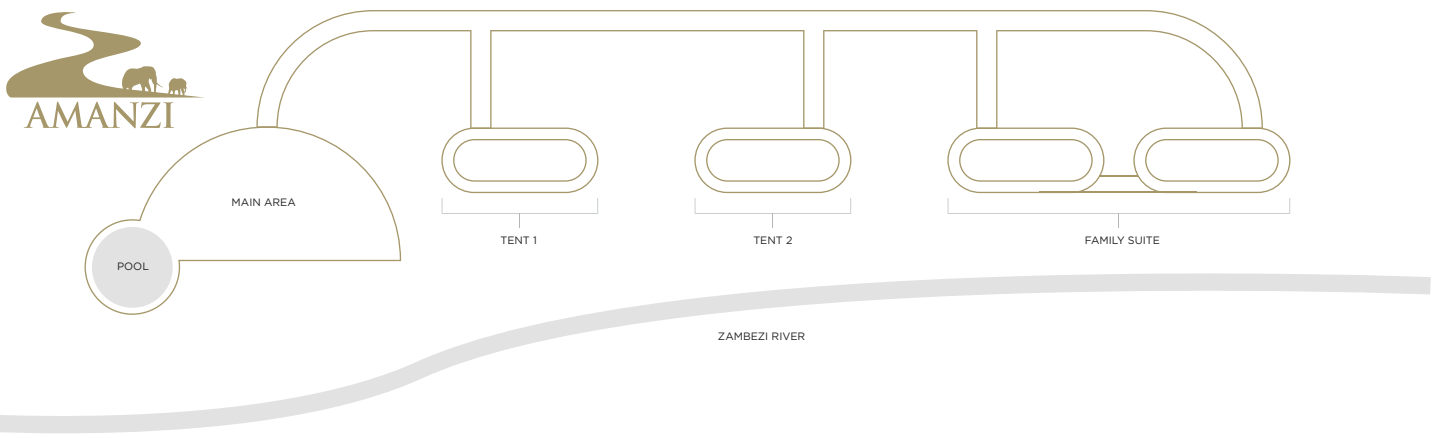 AMANZI
MAIN AREA
POOL
TENT 1
TENT 2
FAMILY SUITE
ZAMBEZI RIVER